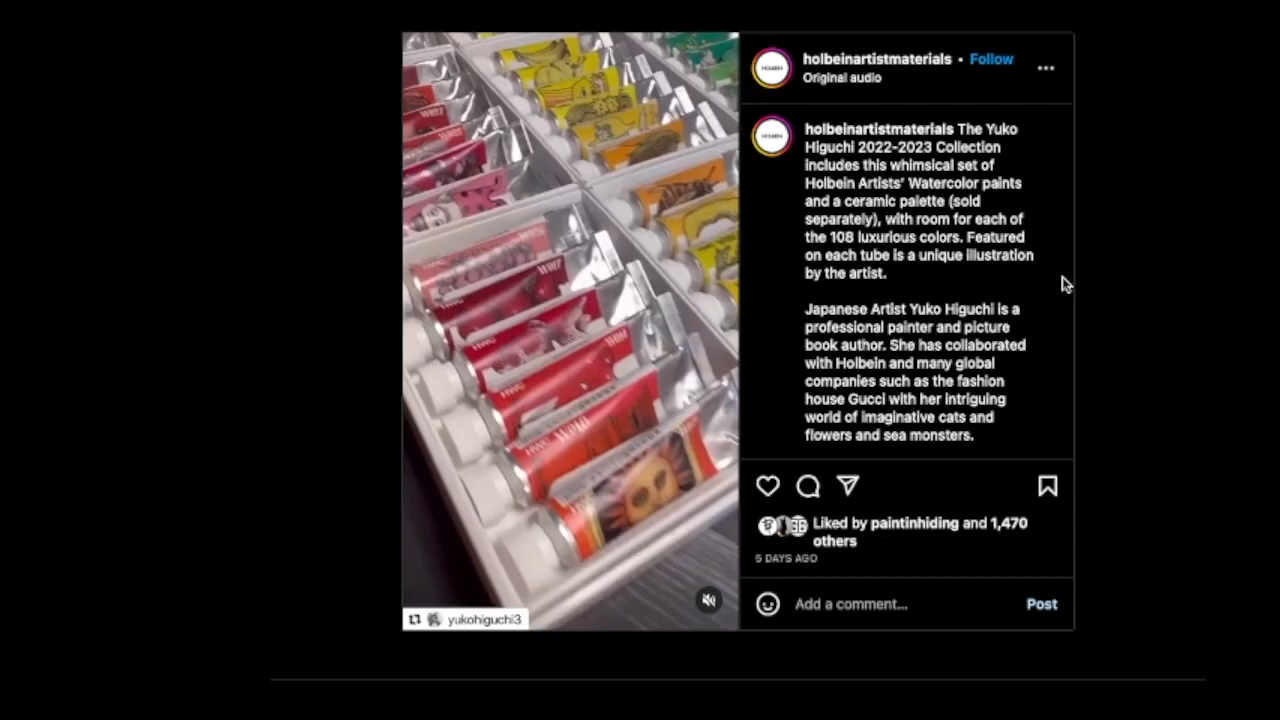 holbeinartistmaterials • Follow
Original audio
holbeinartistmaterials The Yuko
Higuchi 2022-2023 Collection
includes this whimsical set of
Holbein Artists' Watercolor paints
and a ceramic palette (sold
separately), with room for each of
the 108 luxurious colors. Featured
on each tube is a unique illustration
by the artist.
Japanese Artist Yuko Higuchi is a
professional painter and picture
book author. She has collaborated
with Holbein and many global
companies such as the fashion
house Gucci with her intriguing
world of imaginative cats and
flowers and sea monsters.
Liked by paintinhiding and 1,470
others
5 DAYS AGO
Add a comment... Post
yukohiguchi3